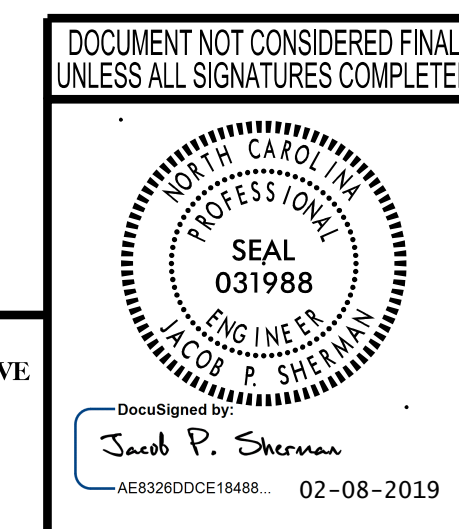 DOCUMENT NOT CONSIDERED FINAL
UNLESS ALL SIGNATURES COMPLETE
NORTH CAROLINA
PROFESSIONAL
SEAL
031988
ENGINEER
JACOB P. SHERMAN
VE
DocuSigned by:
Jacob P. Sherman
AE8326DDCE18488...
02-08-2019